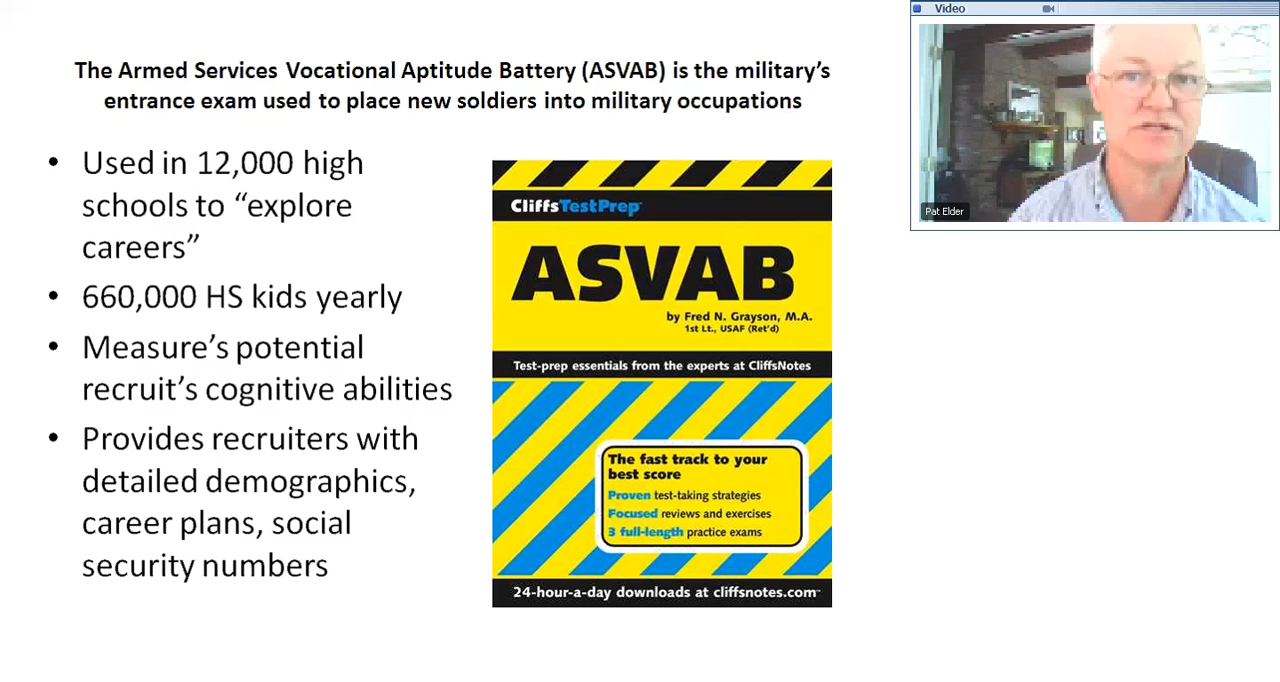 The Armed Services Vocational Aptitude Battery (ASVAB) is the military's
entrance exam used to place new soldiers into military occupations
• Used in 12,000 high
schools to “explore
careers”
• 660,000 HS kids yearly
• Measure's potential
recruit's cognitive abilities
• Provides recruiters with
detailed demographics,
career plans, social
security numbers
CliffsTestPrep™
ASVAB
by Fred N. Grayson, M.A.
1st Lt., USAF (Ret'd)
Test-prep essentials from the experts at CliffsNotes
The fast track to your
best score
Proven test-taking strategies
Focused reviews and exercises
3 full-length practice exams
24-hour-a-day downloads at cliffsnotes.com™
Video
Pat Elder